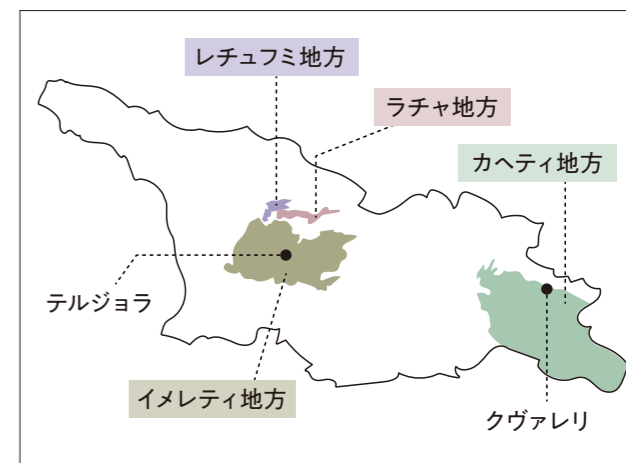 レチュフミ地方
ラチャ地方
カヘティ地方
テルジョラ
イメレティ地方
クヴァレリ